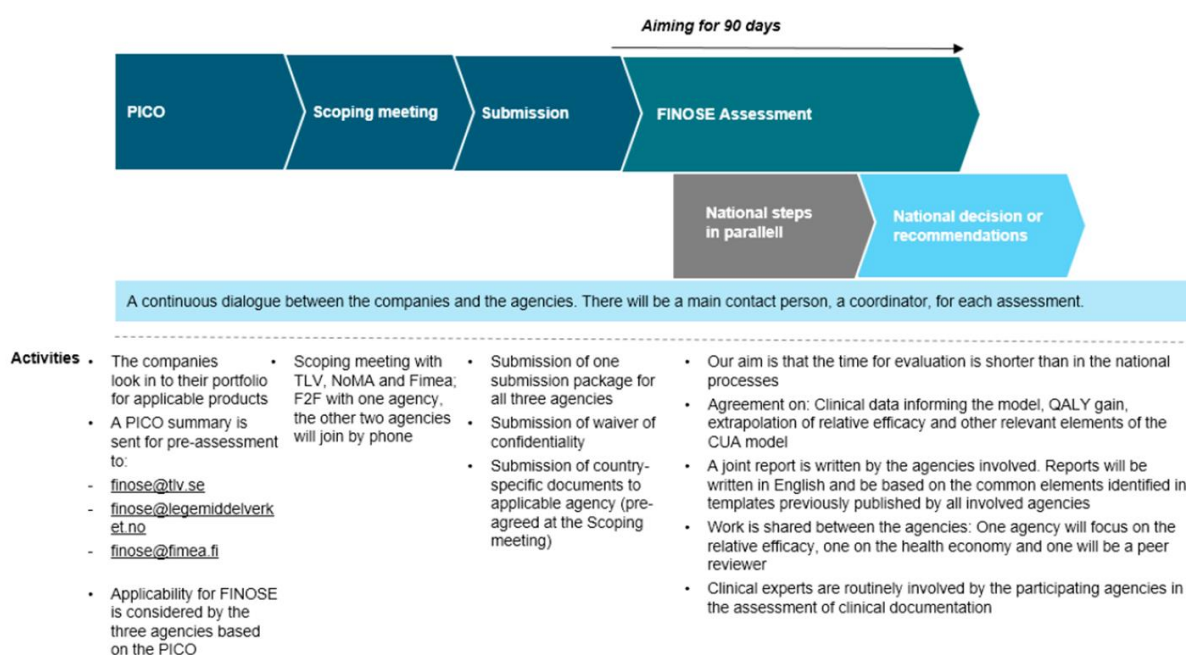 Aiming for 90 days
PICO
Scoping meeting
Submission
FINOSE Assessment
National steps
in parallell
National decision or
recommendations
A continuous dialogue between the companies and the agencies. There will be a main contact person, a coordinator, for each assessment.
Activities
• The companies
look in to their portfolio
for applicable products
• A PICO summary is
sent for pre-assessment
to:
- finose@tlv.se
- finose@legemiddelverk
et.no
- finose@fimea.fi
• Applicability for FINOSE
is considered by the
three agencies based
on the PICO
• Scoping meeting with
TLV, NoMA and Fimea;
F2F with one agency,
the other two agencies
will join by phone
• Submission of one
submission package for
all three agencies
• Submission of waiver of
confidentiality
• Submission of country-
specific documents to
applicable agency (pre-
agreed at the Scoping
meeting)
• Our aim is that the time for evaluation is shorter than in the national
processes
• Agreement on: Clinical data informing the model, QALY gain,
extrapolation of relative efficacy and other relevant elements of the
CUA model
• A joint report is written by the agencies involved. Reports will be
written in English and be based on the common elements identified in
templates previously published by all involved agencies
• Work is shared between the agencies: One agency will focus on the
relative efficacy, one on the health economy and one will be a peer
reviewer
• Clinical experts are routinely involved by the participating agencies in
the assessment of clinical documentation